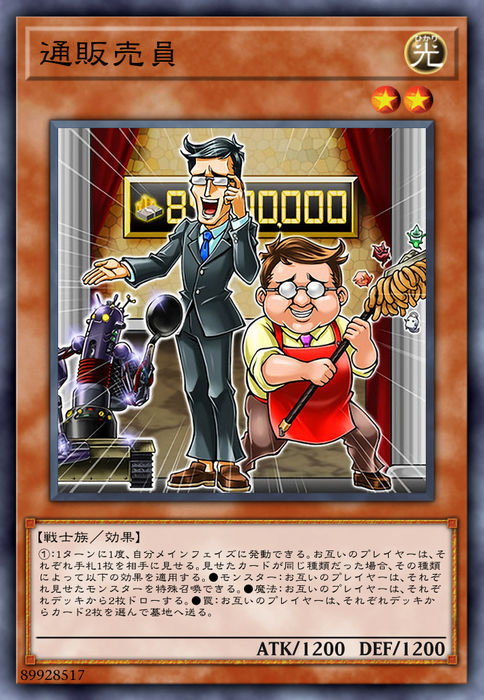 通販売員
光
ひかり
8
0,000
【戦士族／効果】
①:1ターンに1度、自分メインフェイズに発動できる。お互いのプレイヤーは、そ
れぞれ手札1枚を相手に見せる。見せたカードが同じ種類だった場合、その種類
によって以下の効果を適用する。●モンスター:お互いのプレイヤーは、それぞ
れ見せたモンスターを特殊召喚できる。●魔法:お互いのプレイヤーは、それぞ
れデッキから2枚ドローする。●罠:お互いのプレイヤーは、それぞれデッキか
らカード2枚を選んで墓地へ送る。
ATK/1200 DEF/1200
89928517